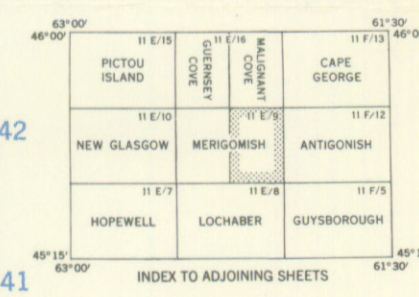 63°00'
61°30'
46°00'
11 E/15
11 E/16
11 F/13
46°0
PICTOU
ISLAND
GUERNSEY
COVE
MALIGNANT
COVE
CAPE
GEORGE
42
11 E/10
11 E/9
11 F/12
NEW GLASGOW
MERIGOMISH
ANTIGONISH
11 E/7
11 E/8
11 F/5
HOPEWELL
LOCHABER
GUYSBOROUGH
45°15'
45°1
63°00'
61°30'
41
INDEX TO ADJOINING SHEETS